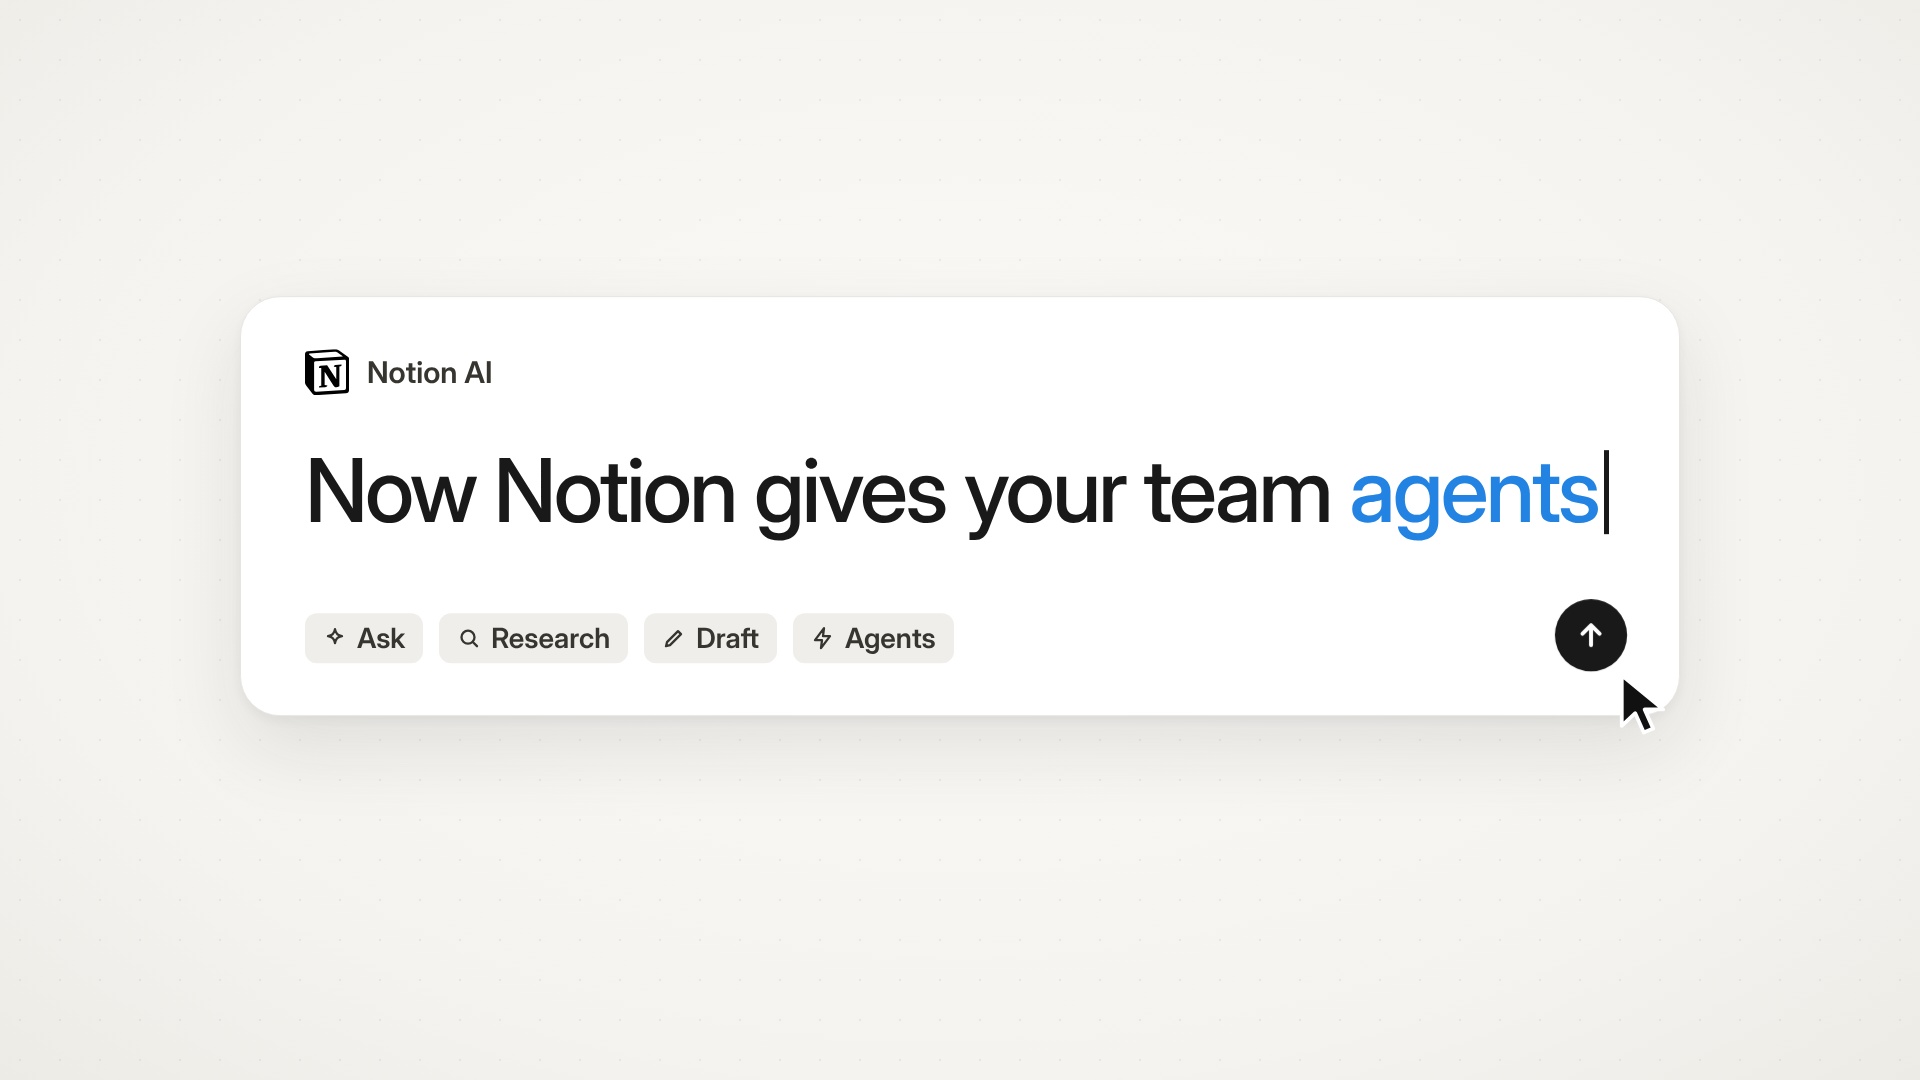 N
Notion AI
Now Notion gives your team agents
Ask
Research
Draft
Agents